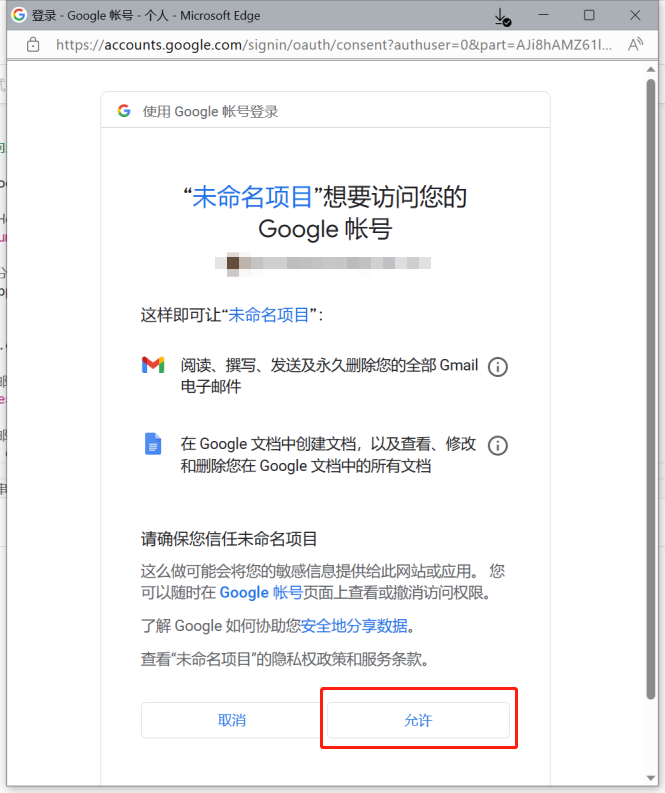 登录 - Google 帐号 - 个人 - Microsoft Edge
https://accounts.google.com/signin/oauth/consent?authuser=0&part=AJi8hAMZ61l...
使用 Google 帐号登录
“未命名项目”想要访问您的
Google 帐号
这样即可让“未命名项目”：
阅读、撰写、发送及永久删除您的全部 Gmail
电子邮件
在 Google 文档中创建文档，以及查看、修改
和删除您在 Google 文档中的所有文档
请确保您信任未命名项目
这么做可能会将您的敏感信息提供给此网站或应用。 您
可以随时在 Google 帐号页面上查看或撤消访问权限。
了解 Google 如何协助您安全地分享数据。
查看“未命名项目”的隐私权政策和服务条款。
取消
允许